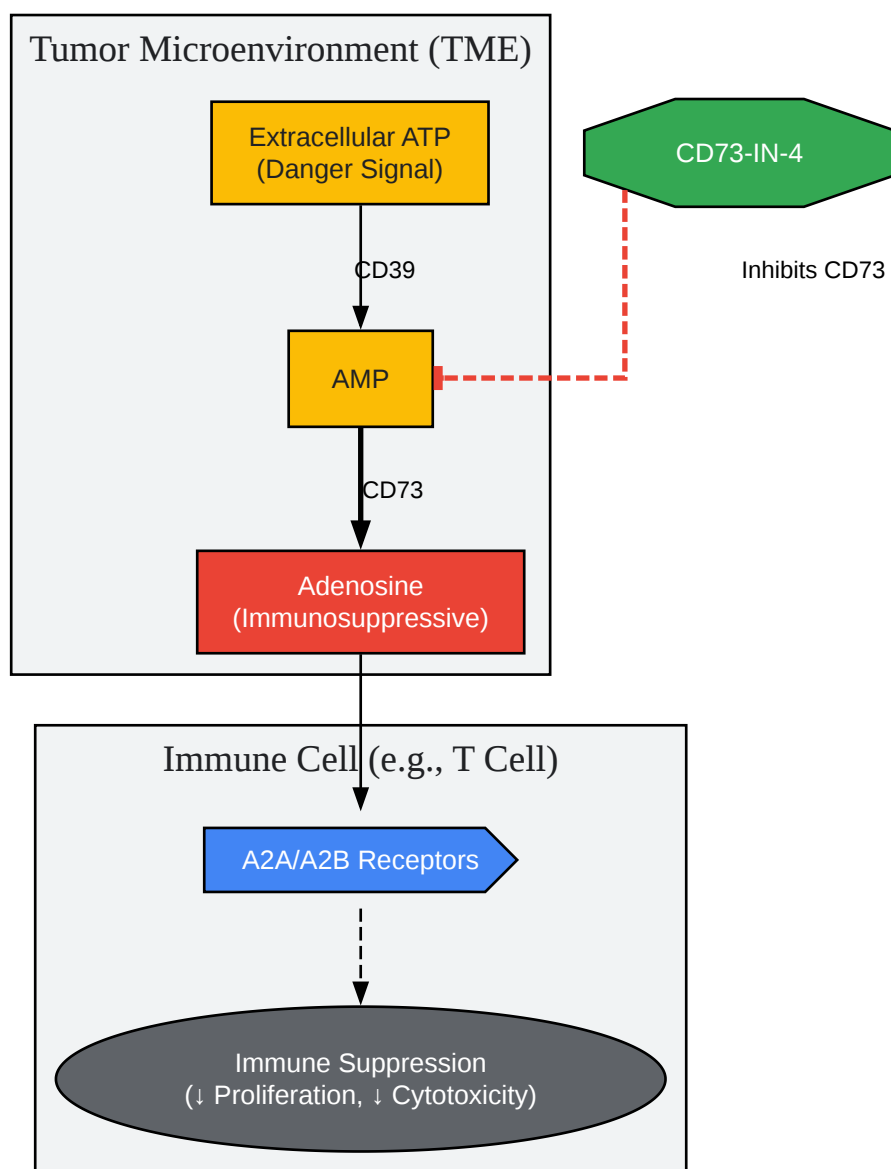 Tumor Microenvironment (TME)
Extracellular ATP
(Danger Signal)
CD73-IN-4
CD39
Inhibits CD73
AMP
CD73
Adenosine
(Immunosuppressive)
Immune Cell (e.g., T Cell)
A2A/A2B Receptors
Immune Suppression
(↓ Proliferation, ↓ Cytotoxicity)